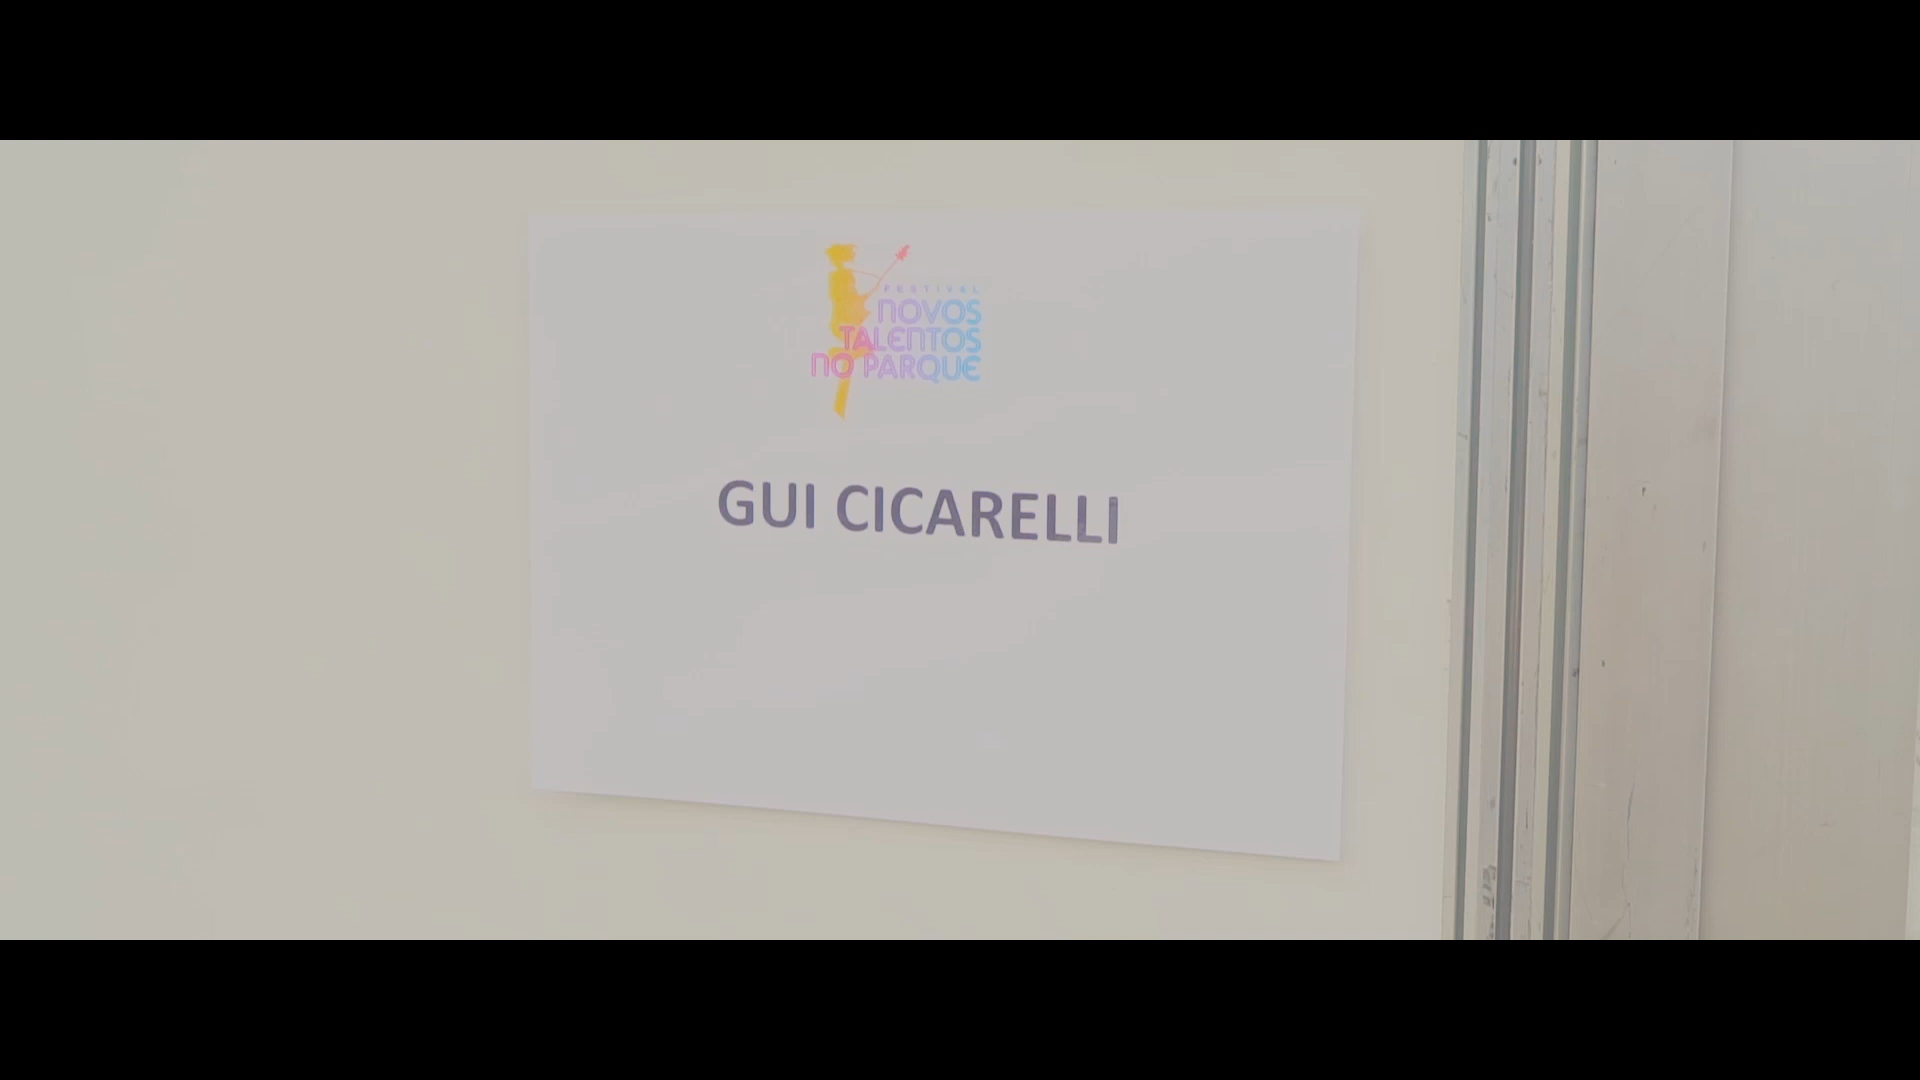 FESTIVAL
NOVOS
TALENTOS
NO PARQUE
GUI CICARELLI